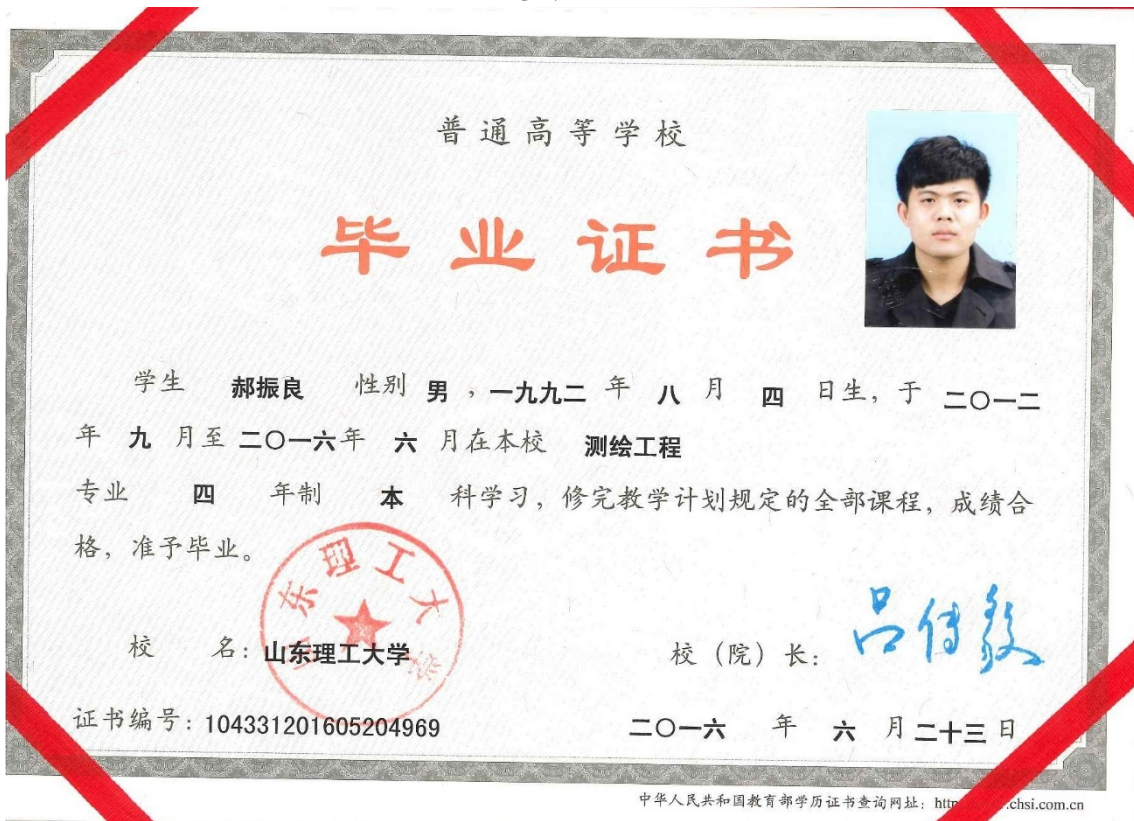 普通高等学校
毕业证书
学生 郝振良 性别 男，一九九二 年 八 月 四 日生，于 二〇一二
年 九 月至 二〇一六年 六 月在本校 测绘工程
专业 四 年制 本 科学习，修完教学计划规定的全部课程，成绩合
格，准予毕业。
山东理工大学
校 名：山东理工大学 校（院）长：吕传毅
证书编号：104331201605204969 二〇一六 年 六 月二十三日
中华人民共和国教育部学历证书查询网址：http .chsi.com.cn